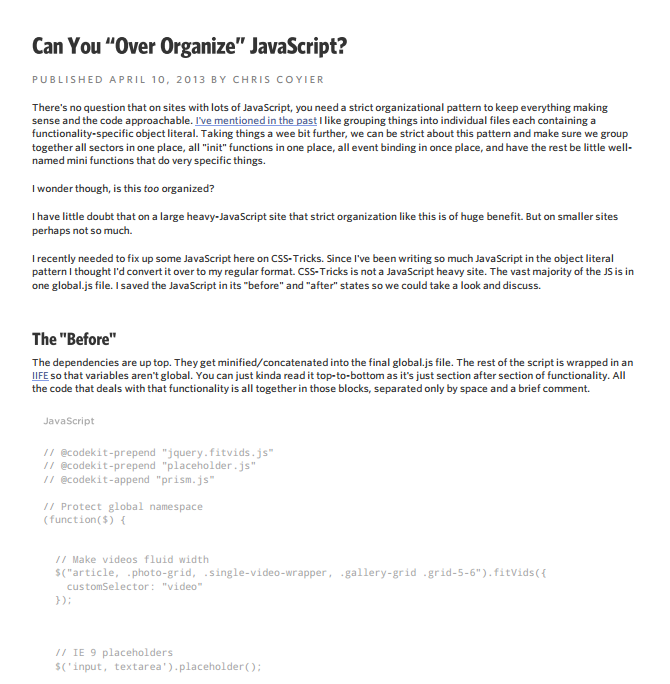 Can You “Over Organize” JavaScript?
PUBLISHED APRIL 10, 2013 BY CHRIS COYIER
There's no question that on sites with lots of JavaScript, you need a strict organizational pattern to keep everything making
sense and the code approachable. I've mentioned in the past I like grouping things into individual files each containing a
functionality-specific object literal. Taking things a wee bit further, we can be strict about this pattern and make sure we group
together all sectors in one place, all "init" functions in one place, all event binding in once place, and have the rest be little well-
named mini functions that do very specific things.
I wonder though, is this too organized?
I have little doubt that on a large heavy-JavaScript site that strict organization like this is of huge benefit. But on smaller sites
perhaps not so much.
I recently needed to fix up some JavaScript here on CSS-Tricks. Since I've been writing so much JavaScript in the object literal
pattern I thought I'd convert it over to my regular format. CSS-Tricks is not a JavaScript heavy site. The vast majority of the JS is in
one global.js file. I saved the JavaScript in its "before" and "after" states so we could take a look and discuss.
The "Before"
The dependencies are up top. They get minified/concatenated into the final global.js file. The rest of the script is wrapped in an
IIFE so that variables aren't global. You can just kinda read it top-to-bottom as it's just section after section of functionality. All
the code that deals with that functionality is all together in those blocks, separated only by space and a brief comment.
JavaScript
// @codekit-prepend "jquery.fitvids.js"
// @codekit-prepend "placeholder.js"
// @codekit-append "prism.js"
// Protect global namespace
(function($) {
// Make videos fluid width
$("article, .photo-grid, .single-video-wrapper, .gallery-grid .grid-5-6").fitVids({
customSelector: "video"
});
// IE 9 placeholders
$('input, textarea').placeholder();